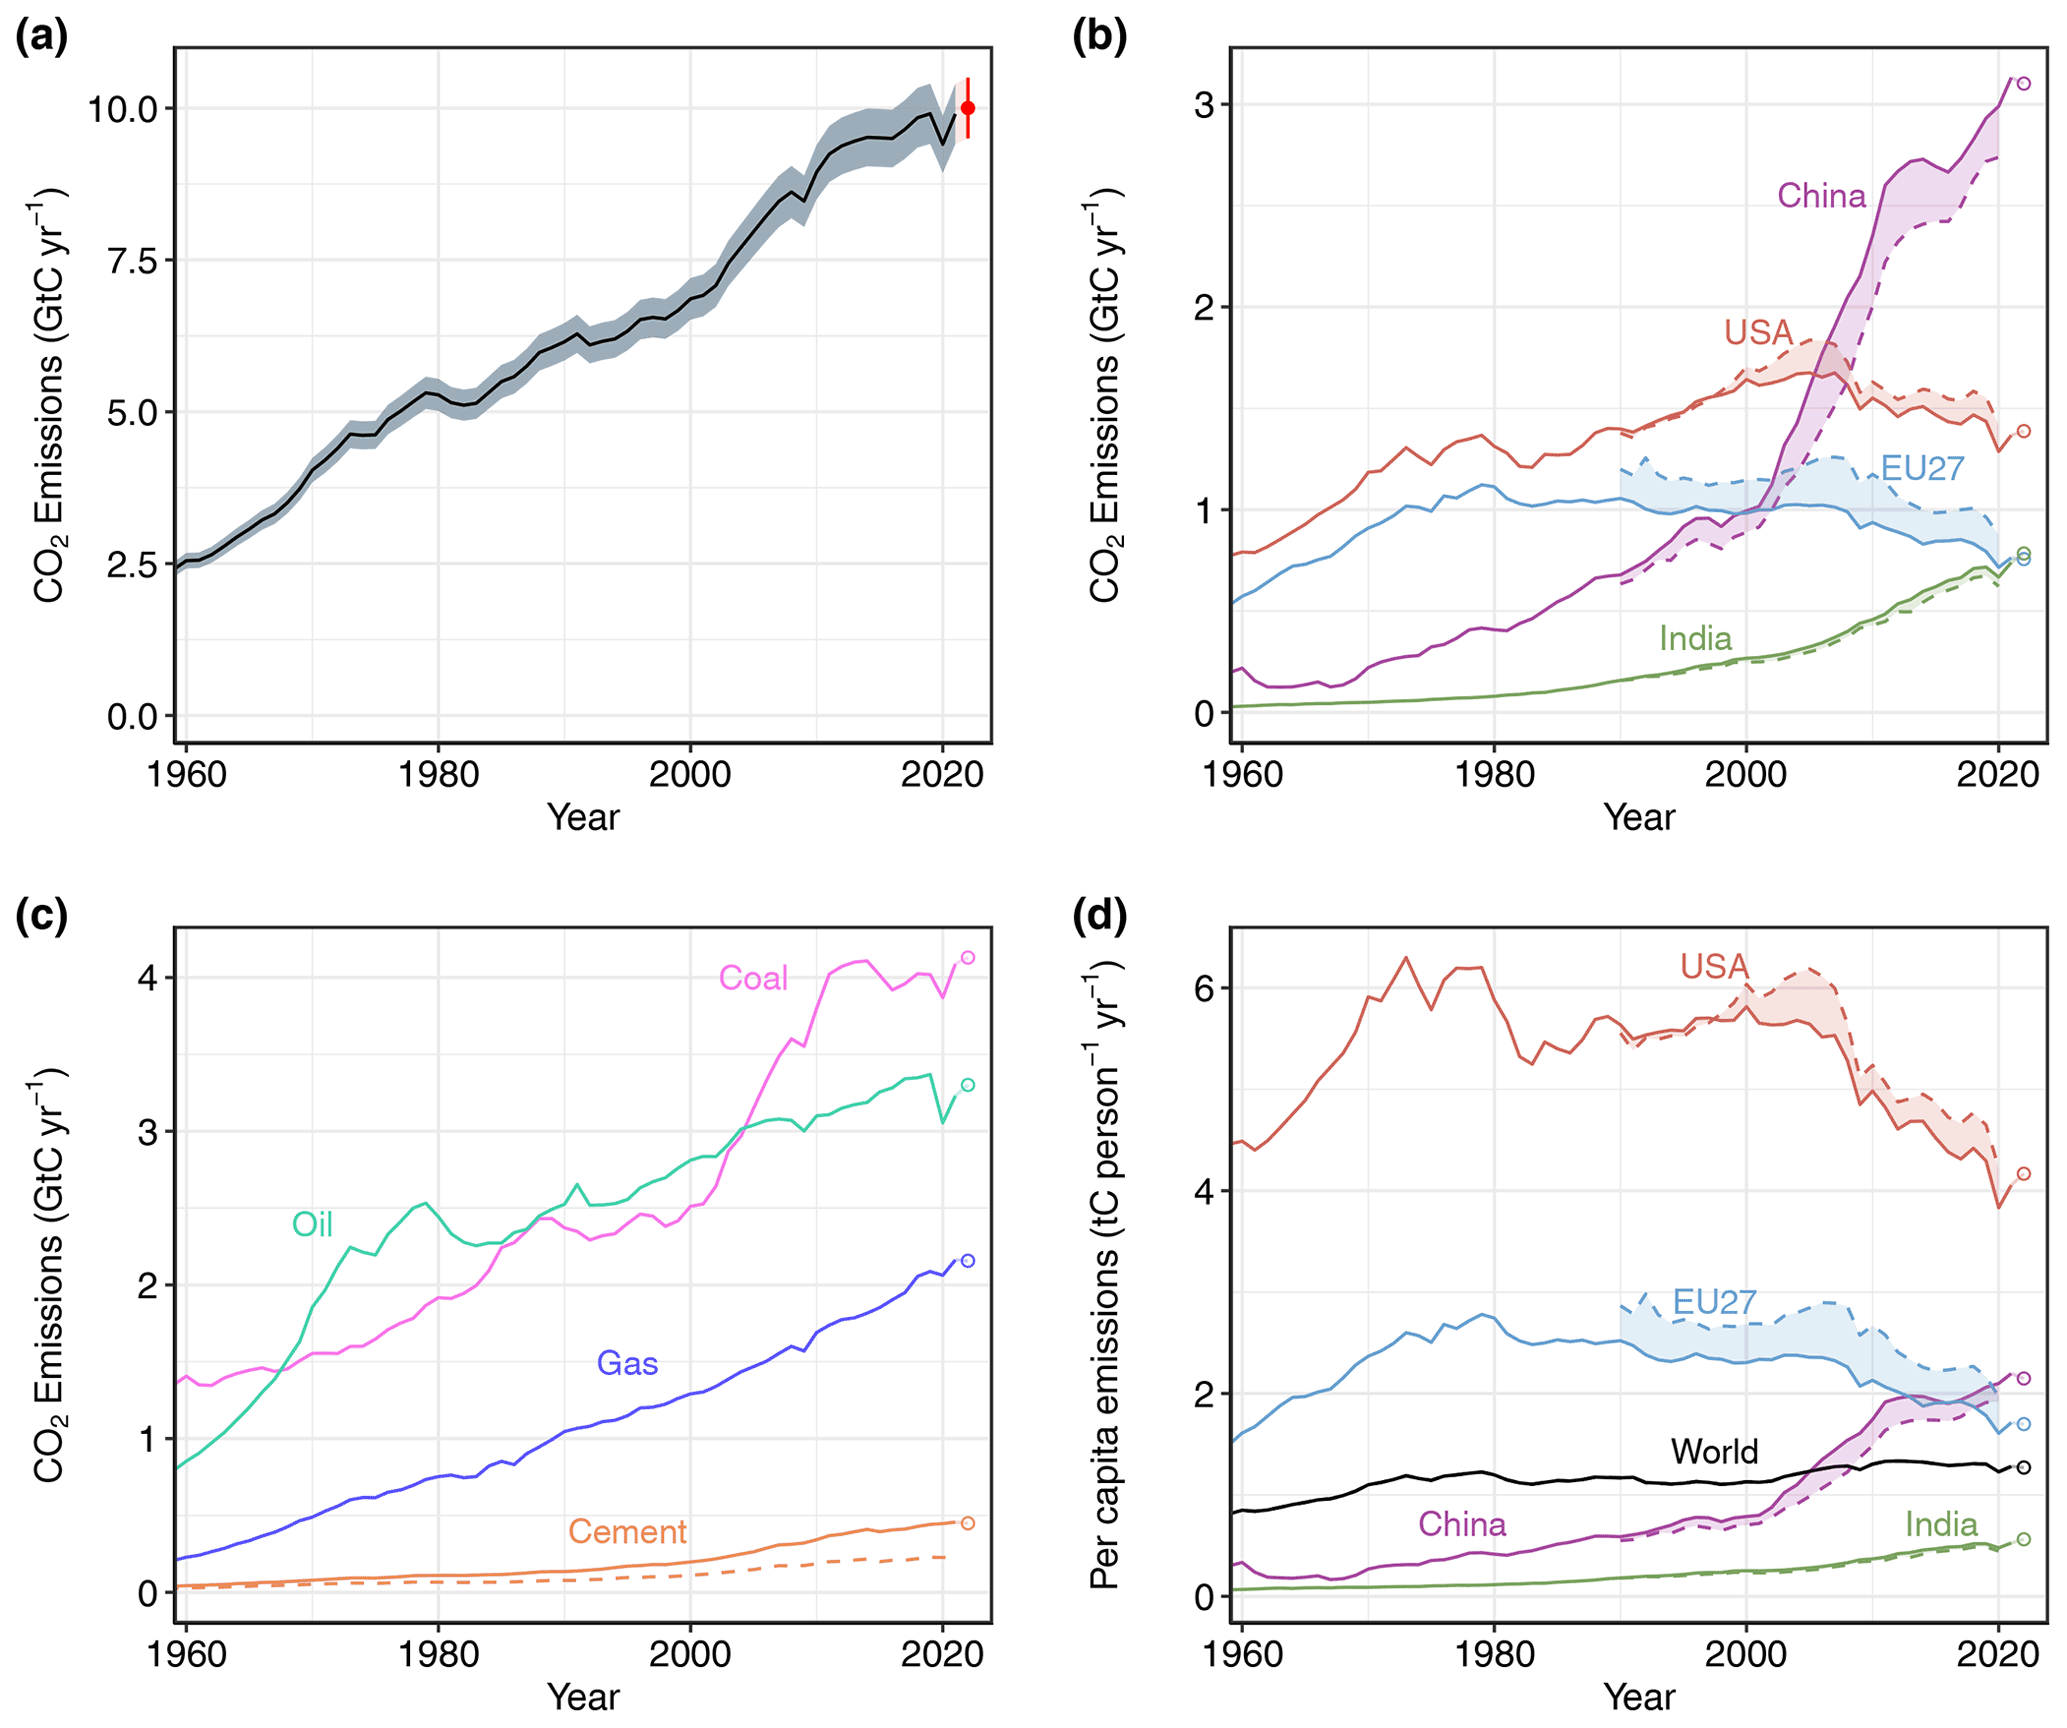 (a)
CO2 Emissions (GtC yr−1)
10.0
7.5
5.0
2.5
0.0
1960 1980 2000 2020
Year
(b)
CO2 Emissions (GtC yr−1)
3
2
1
0
China
USA
EU27
India
1960 1980 2000 2020
Year
(c)
CO2 Emissions (GtC yr−1)
4
3
2
1
0
Coal
Oil
Gas
Cement
1960 1980 2000 2020
Year
(d)
Per capita emissions (tC person−1 yr−1)
6
4
2
0
USA
EU27
World
China
India
1960 1980 2000 2020
Year